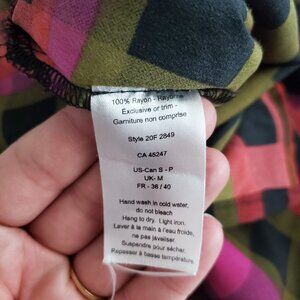 100% Rayon - Rayonne
Exclusive or trim -
Garniture non comprise
Style 20F 2849
CA 45247
US-Can S - P
UK- M
FR - 38 / 40
Hand wash in cold water,
do not bleach
Hang to dry. Light iron.
Laver à la main à l'eau froide,
ne pas javeliser.
Suspendre pour sécher.
Repasser à basse température.